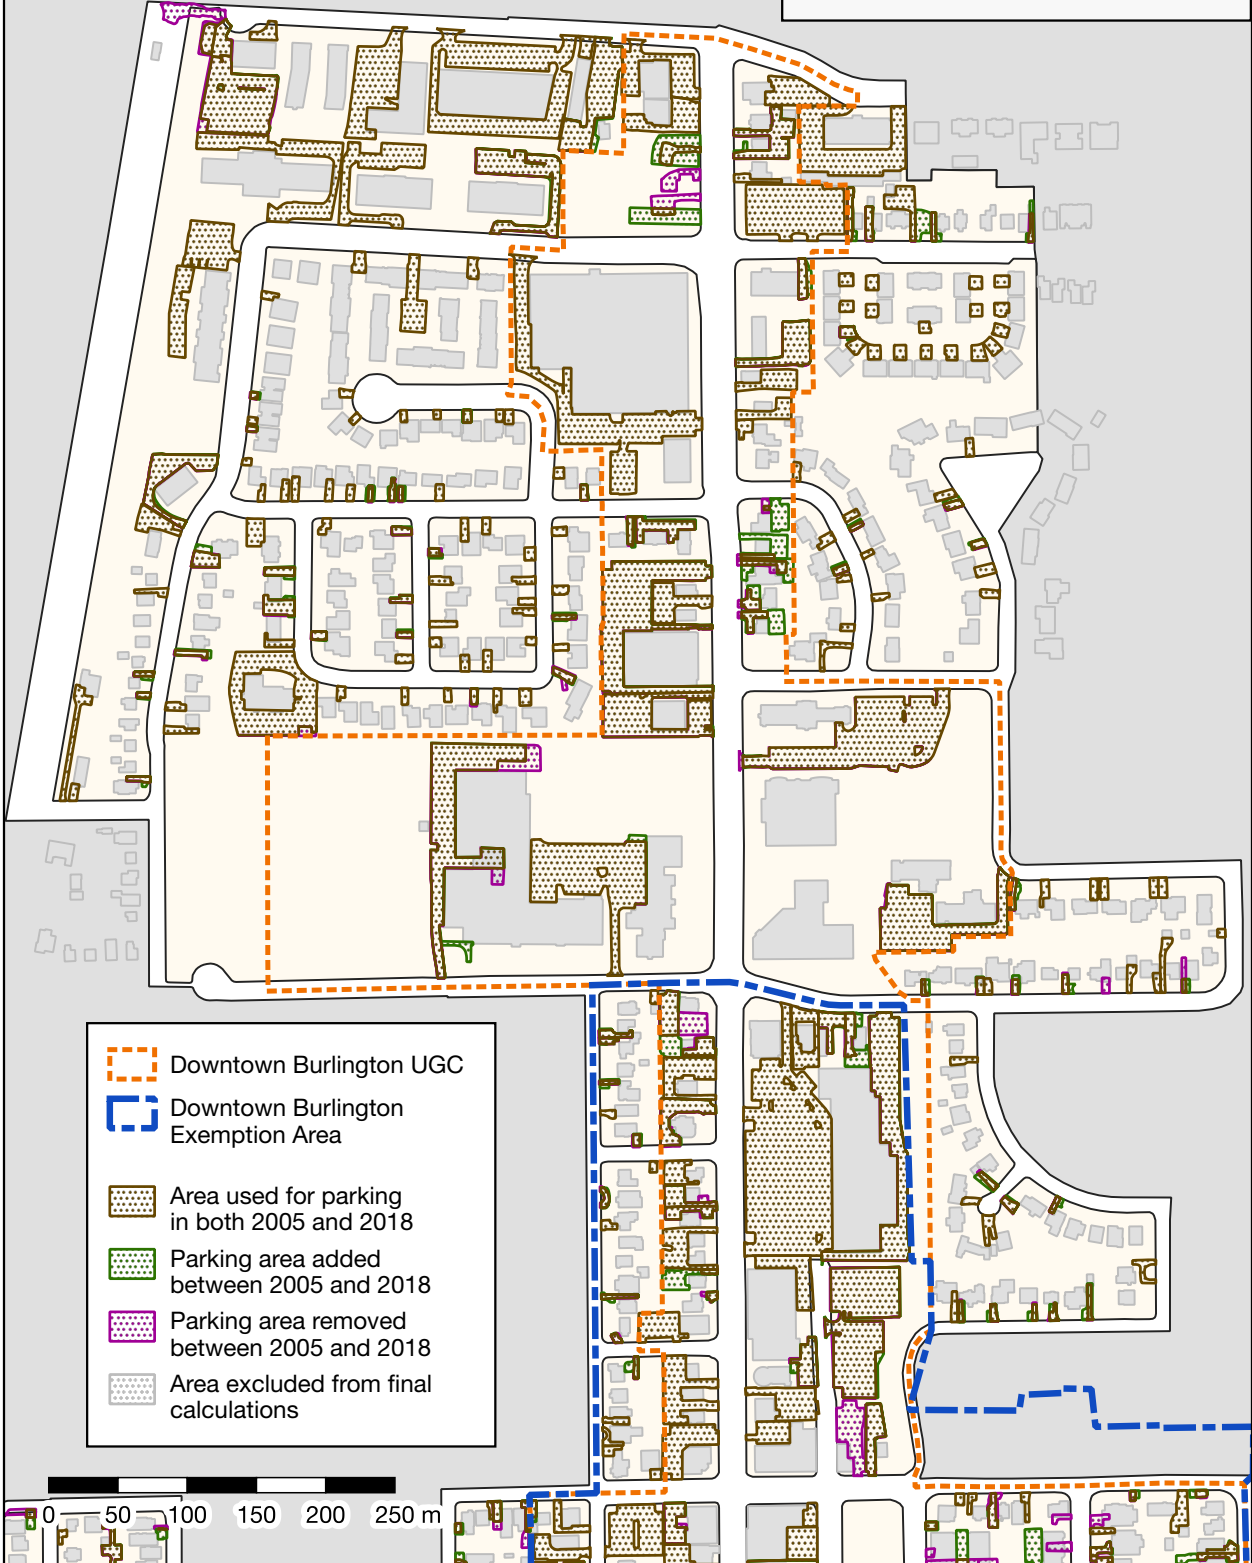 Downtown Burlington UGC
Downtown Burlington
Exemption Area
Area used for parking
in both 2005 and 2018
Parking area added
between 2005 and 2018
Parking area removed
between 2005 and 2018
Area excluded from final
calculations
0 50 100 150 200 250 m